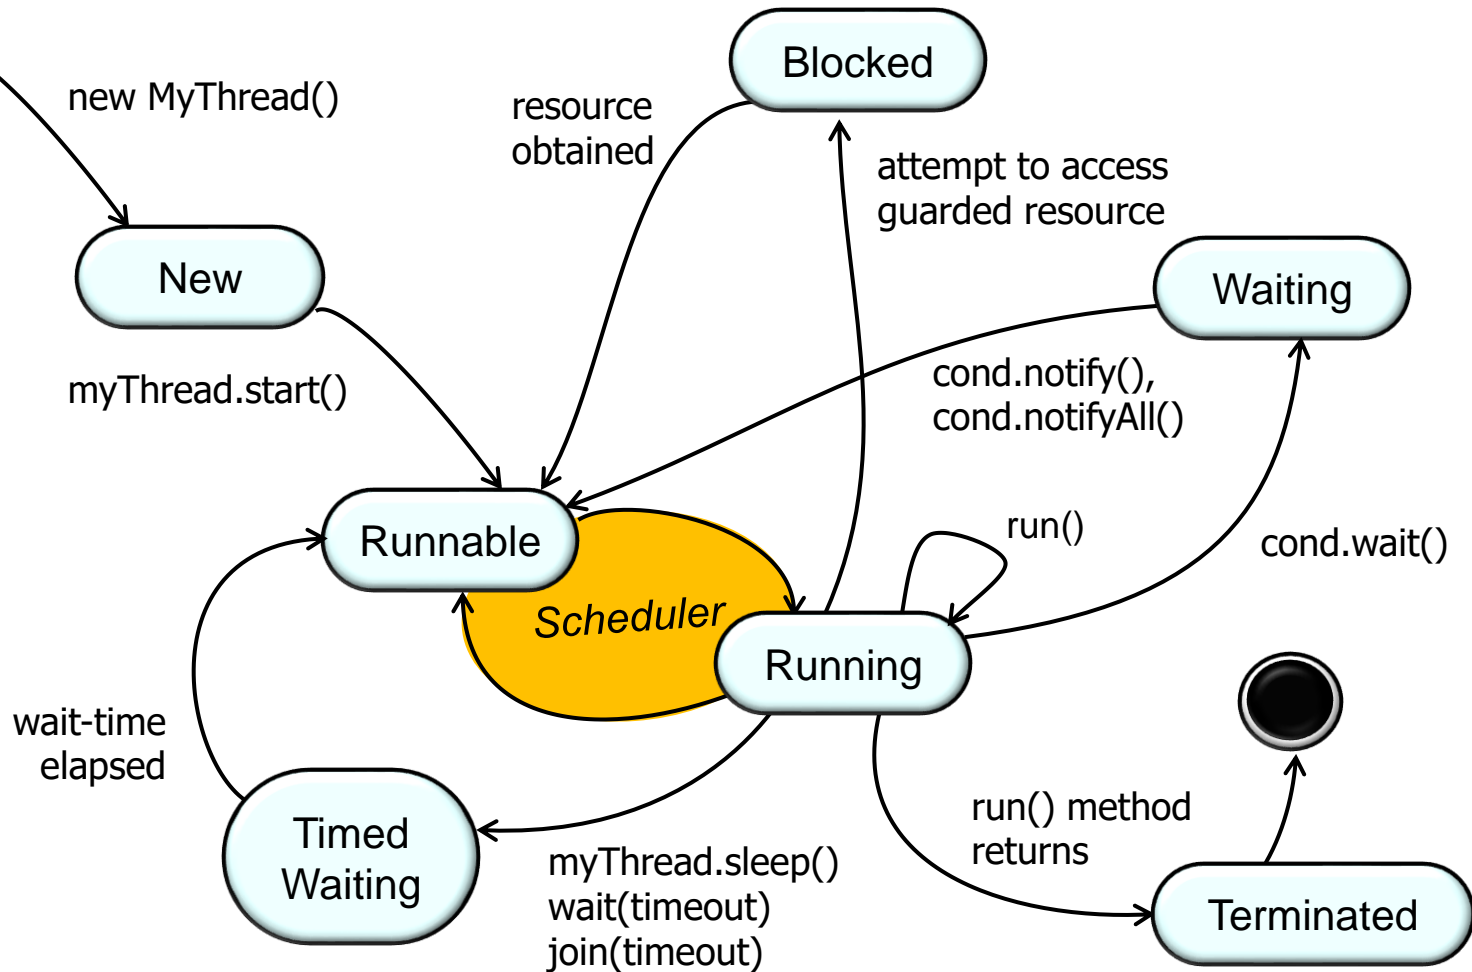 Blocked
new MyThread()
resource
obtained
attempt to access
guarded resource
New
Waiting
myThread.start()
cond.notify(),
cond.notifyAll()
Runnable
run()
cond.wait()
Scheduler
Running
wait-time
elapsed
Timed
Waiting
run() method
returns
myThread.sleep()
wait(timeout)
join(timeout)
Terminated